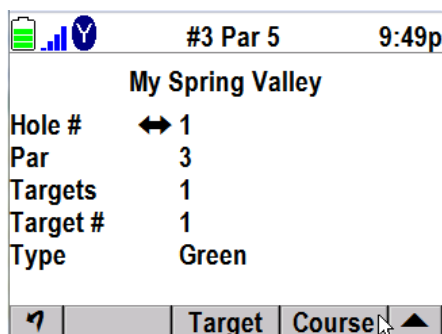 Y #3 Par 5 9:49p
My Spring Valley
Hole # 1
Par 3
Targets 1
Target # 1
Type Green
Target Course